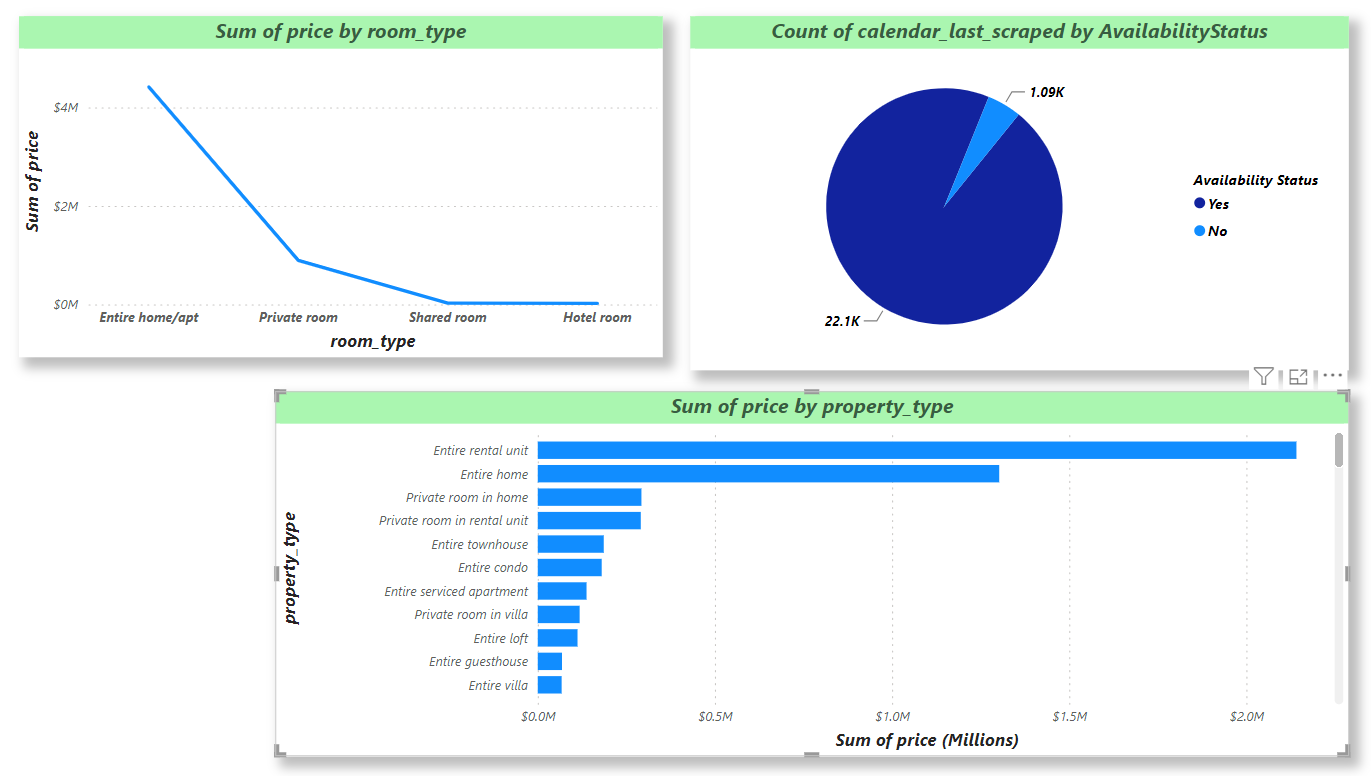 Sum of price by room_type
Sum of price
$4M
$2M
$0M
Entire home/apt
Private room
Shared room
Hotel room
room_type
Count of calendar_last_scraped by AvailabilityStatus
1.09K
22.1K
Availability Status
Yes
No
Sum of price by property_type
property_type
Entire rental unit
Entire home
Private room in home
Private room in rental unit
Entire townhouse
Entire condo
Entire serviced apartment
Private room in villa
Entire loft
Entire guesthouse
Entire villa
$0.0M
$0.5M
$1.0M
$1.5M
$2.0M
Sum of price (Millions)